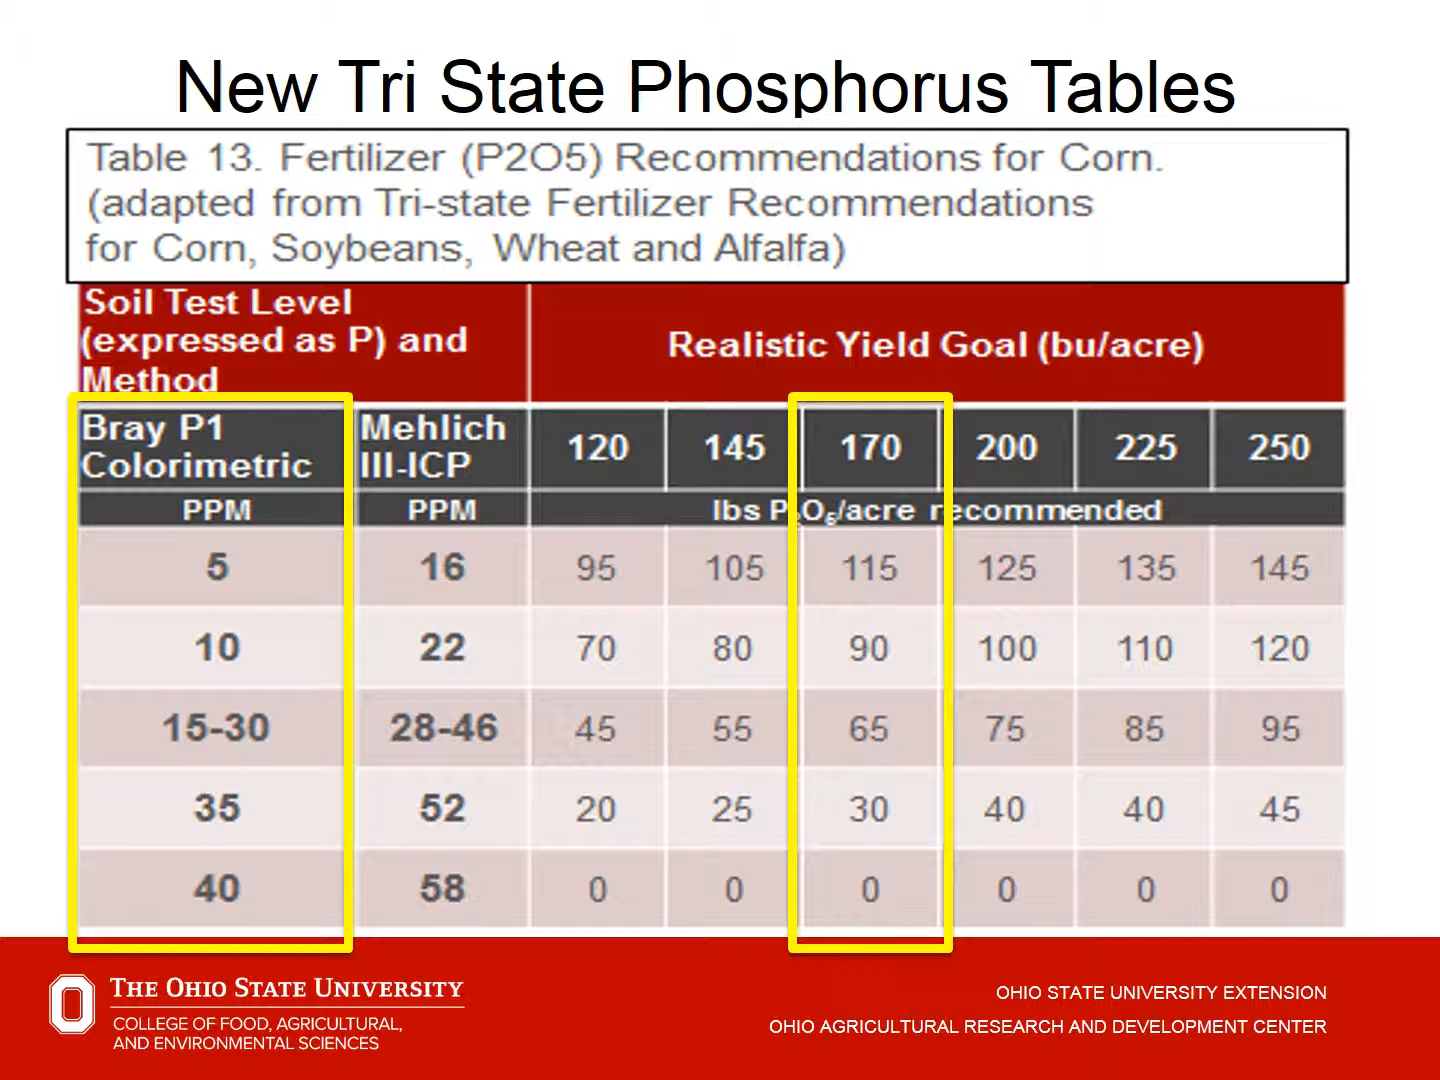 New Tri State Phosphorus Tables
Table 13. Fertilizer (P2O5) Recommendations for Corn.
(adapted from Tri-state Fertilizer Recommendations
for Corn, Soybeans, Wheat and Alfalfa)
Soil Test Level
(expressed as P) and
Method
Realistic Yield Goal (bu/acre)
Bray P1
Colorimetric
Mehlich
III-ICP
120 145 170 200 225 250
PPM PPM lbs P₂O₅/acre recommended
5 16 95 105 115 125 135 145
10 22 70 80 90 100 110 120
15-30 28-46 45 55 65 75 85 95
35 52 20 25 30 40 40 45
40 58 0 0 0 0 0 0
THE OHIO STATE UNIVERSITY
COLLEGE OF FOOD, AGRICULTURAL,
AND ENVIRONMENTAL SCIENCES
OHIO STATE UNIVERSITY EXTENSION
OHIO AGRICULTURAL RESEARCH AND DEVELOPMENT CENTER